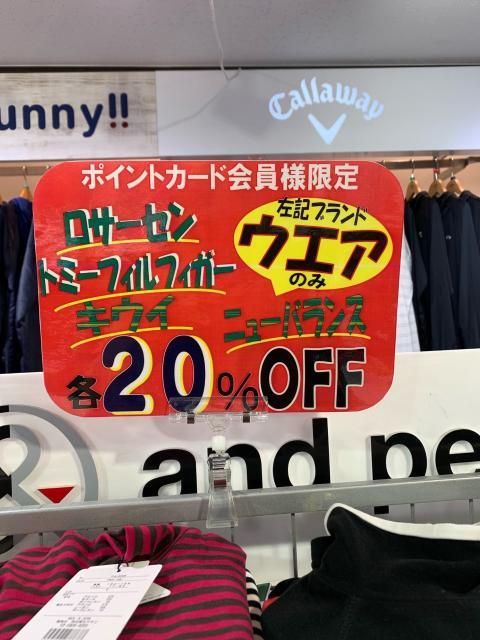 unny!!
Callaway
ポイントカード会員様限定
ロサーセン
トミーフィルフィガー
キウイ
ニューバランス
左記ブランド
ウエア
のみ
各20%OFF
and pe